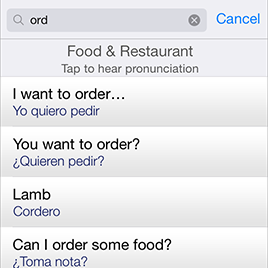 ord Cancel
Food & Restaurant
Tap to hear pronunciation
I want to order…
Yo quiero pedir
You want to order?
¿Quieren pedir?
Lamb
Cordero
Can I order some food?
¿Toma nota?